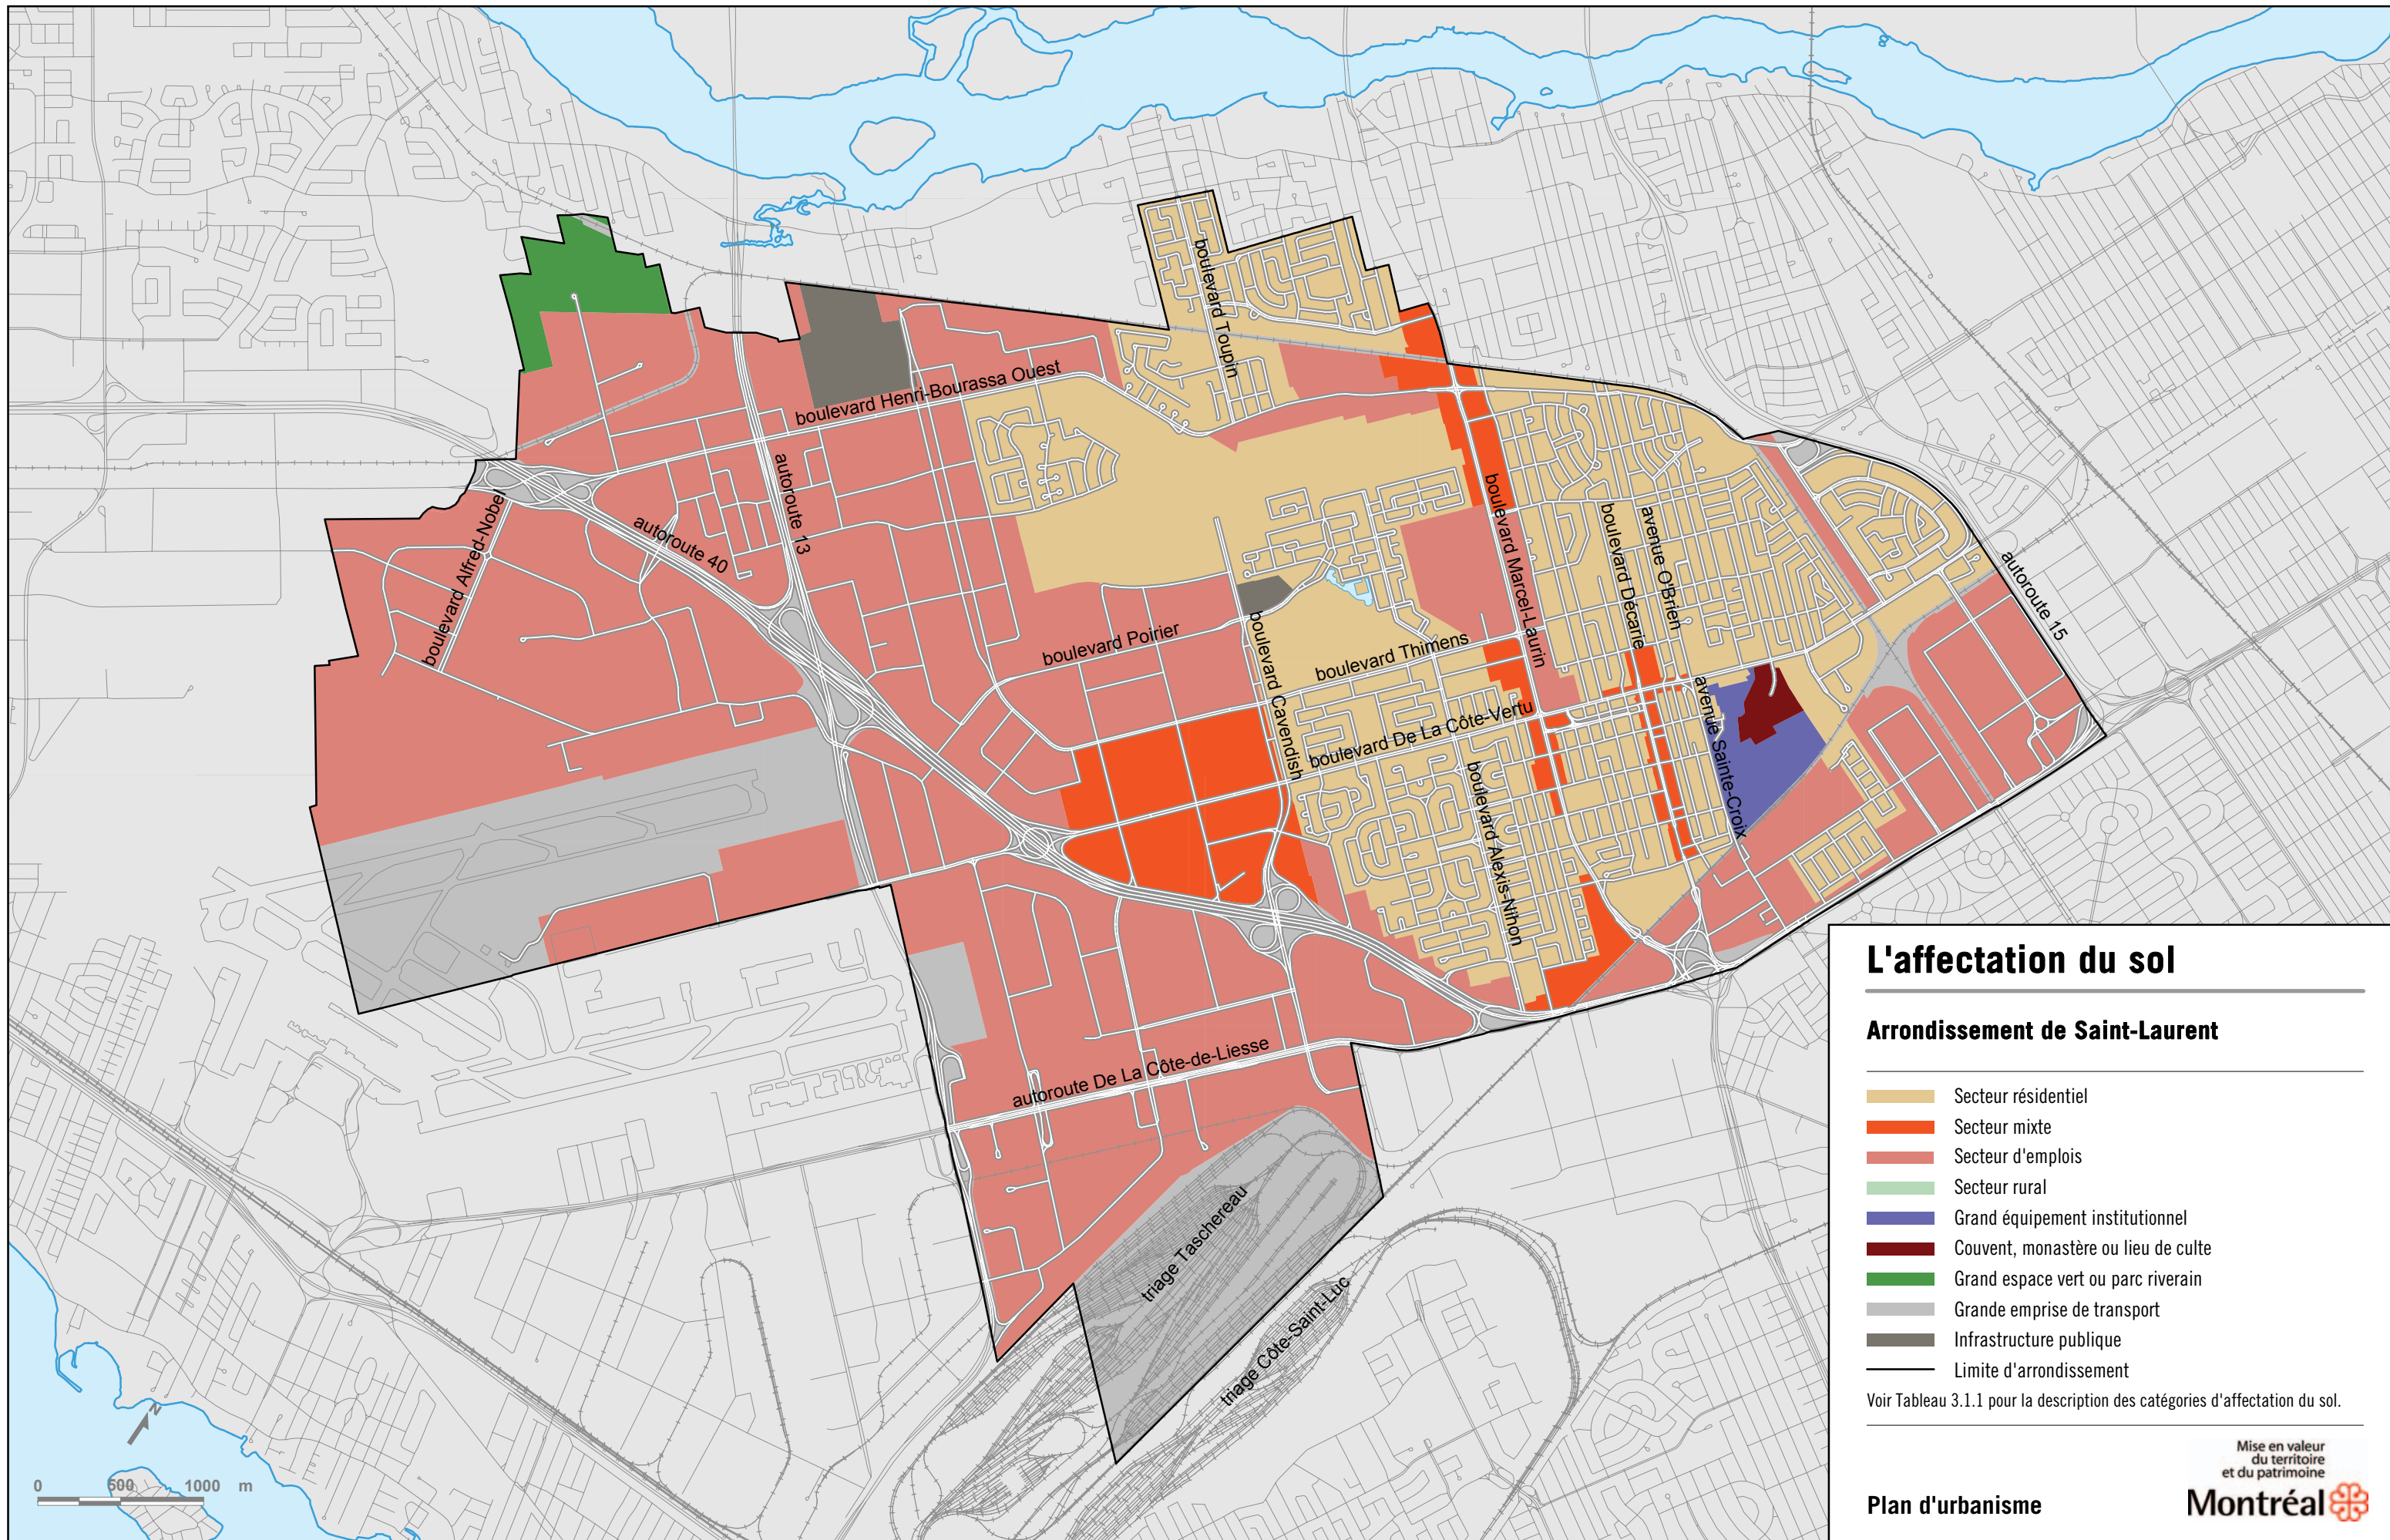 boulevard Toupin
boulevard Henri-Bourassa Ouest
autoroute 13
autoroute 40
boulevard Alfred-Nobel
boulevard Marcel-Laurin
boulevard Décarie
avenue O'Brien
autoroute 15
boulevard Poirier
boulevard Cavendish
boulevard Thimens
boulevard De La Côte-Vertu
avenue Sainte-Croix
boulevard Alexis-Nihon
autoroute De La Côte-de-Liesse
triage Taschereau
triage Côte-Saint-Luc
N
0 500 1000 m
L'affectation du sol
Arrondissement de Saint-Laurent
Secteur résidentiel
Secteur mixte
Secteur d'emplois
Secteur rural
Grand équipement institutionnel
Couvent, monastère ou lieu de culte
Grand espace vert ou parc riverain
Grande emprise de transport
Infrastructure publique
Limite d'arrondissement
Voir Tableau 3.1.1 pour la description des catégories d'affectation du sol.
Mise en valeur
du territoire
et du patrimoine
Plan d'urbanisme
Montréal